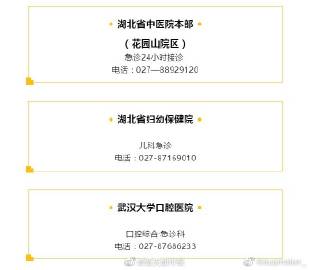 湖北省中医院本部
（花园山院区）
急诊24小时接诊
电话：027—88929120
湖北省妇幼保健院
儿科急诊
电话：027-87169010
武汉大学口腔医院
口腔综合急诊科
电话：027-87686233